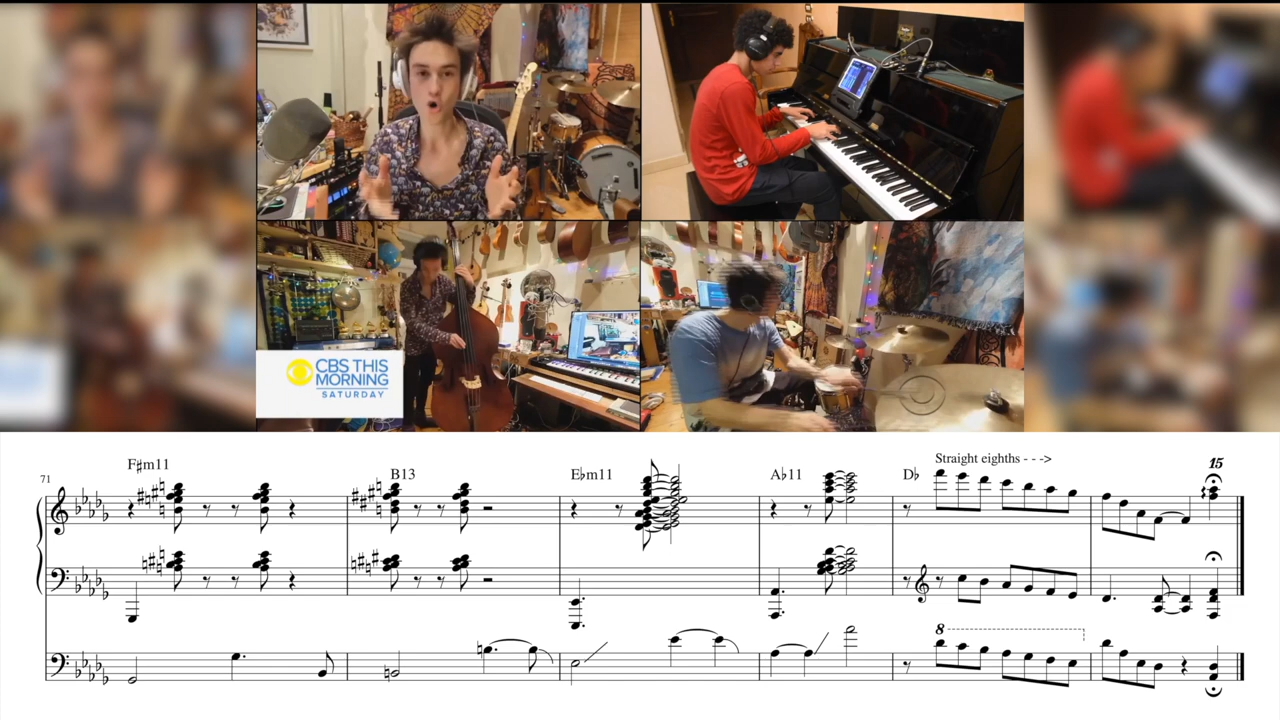 CBS THIS
MORNING
SATURDAY
F♯m11 B13 E♭m11 A♭11 D♭ Straight eighths - - ->
71
15
8